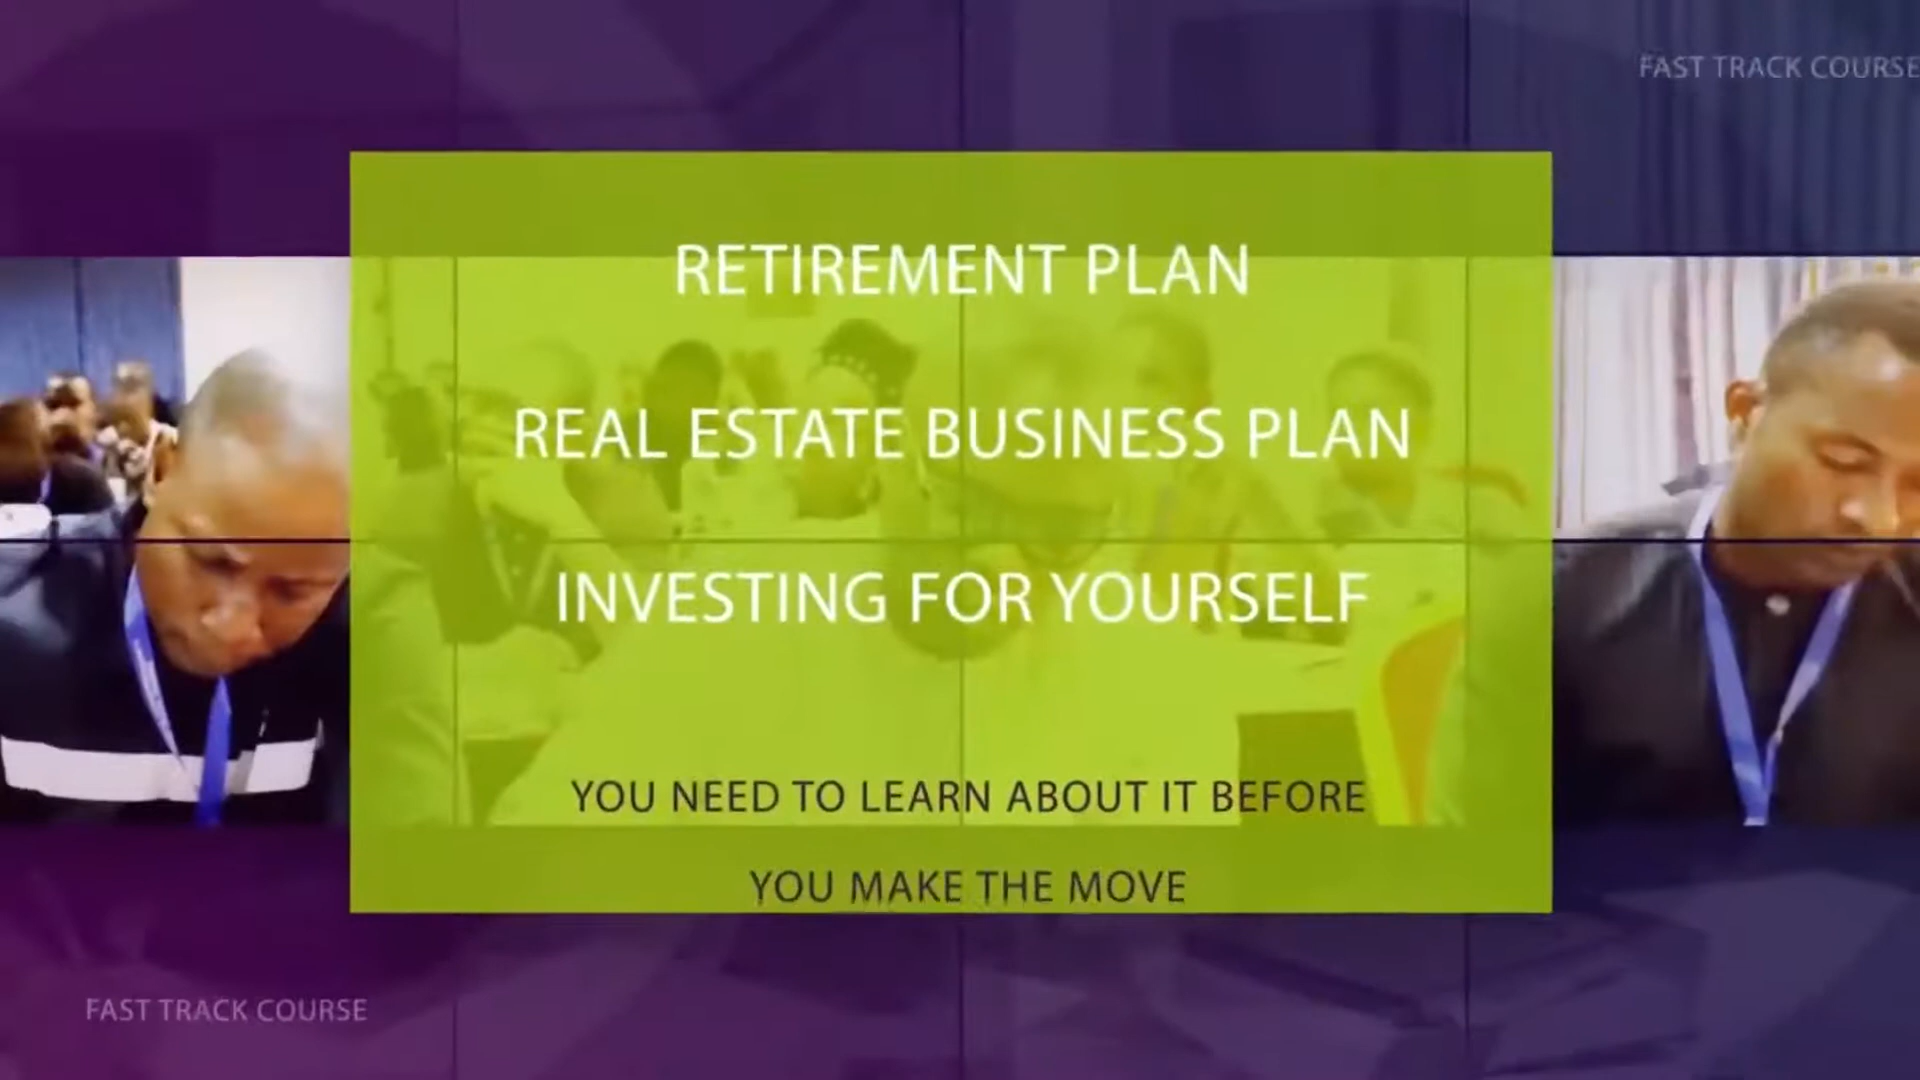 FAST TRACK COURSE
RETIREMENT PLAN
REAL ESTATE BUSINESS PLAN
INVESTING FOR YOURSELF
YOU NEED TO LEARN ABOUT IT BEFORE
YOU MAKE THE MOVE
FAST TRACK COURSE